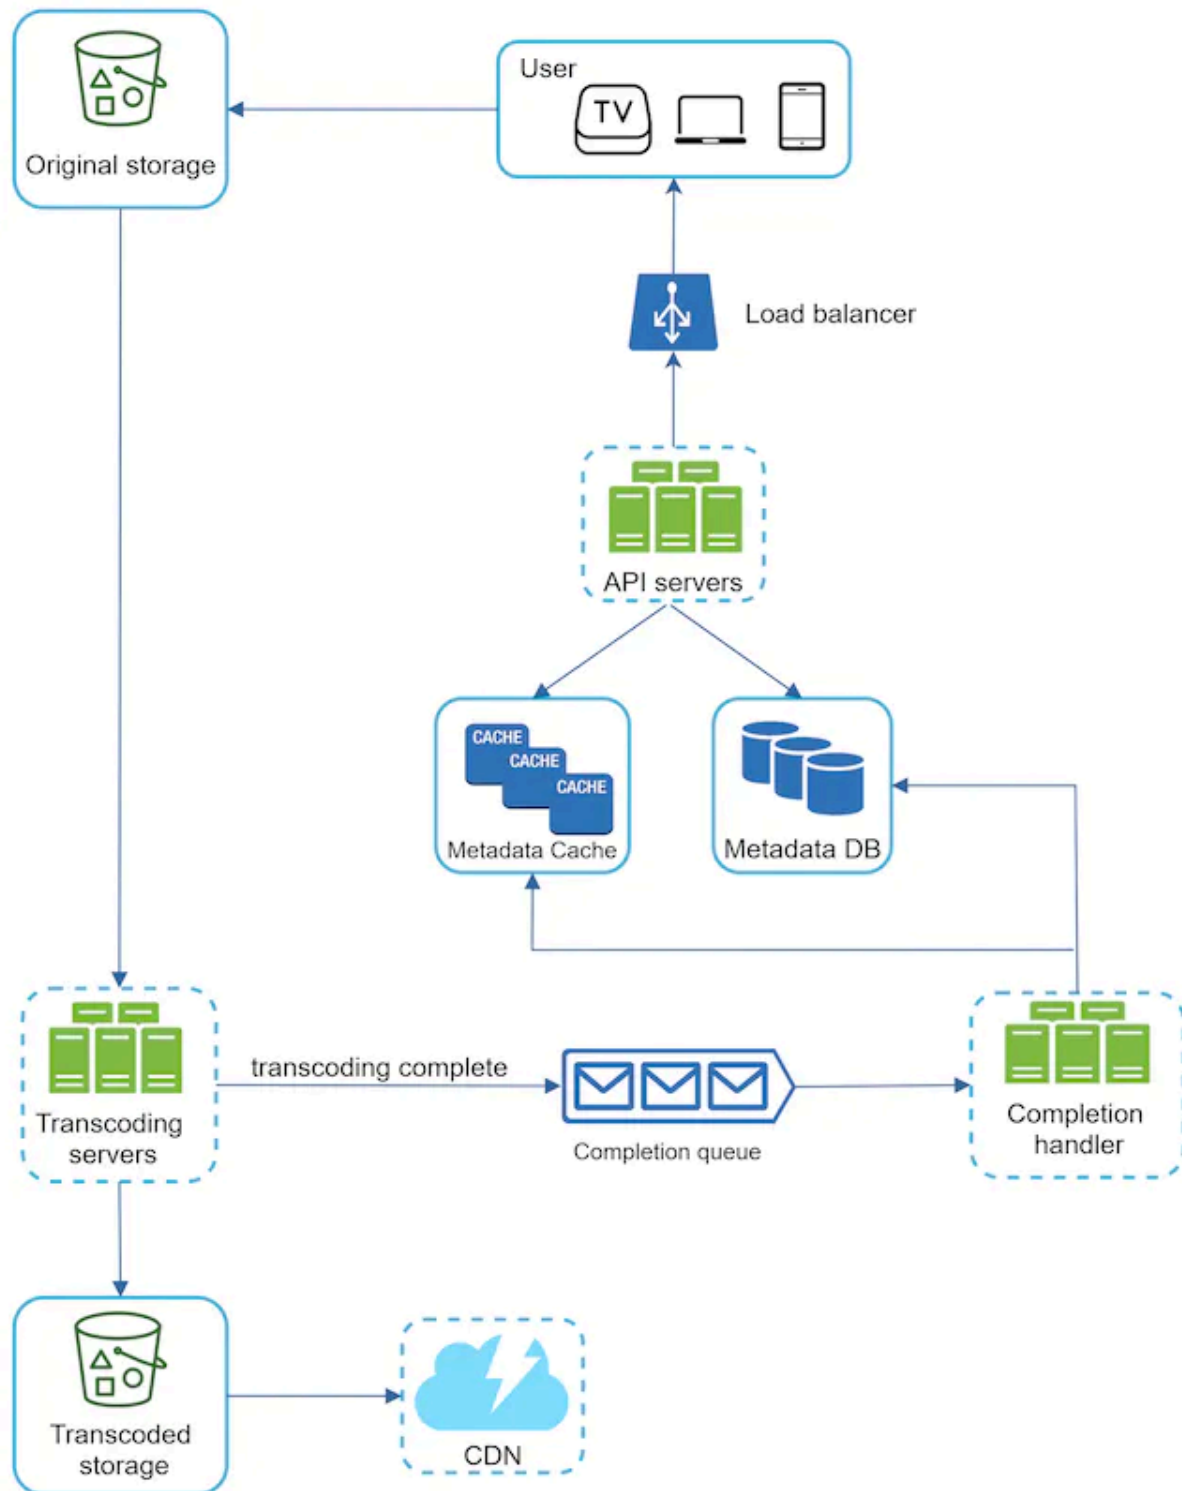 User
TV
Original storage
Load balancer
API servers
CACHE
CACHE
CACHE
Metadata Cache
Metadata DB
transcoding complete
Transcoding
servers
Completion queue
Completion
handler
Transcoded
storage
CDN